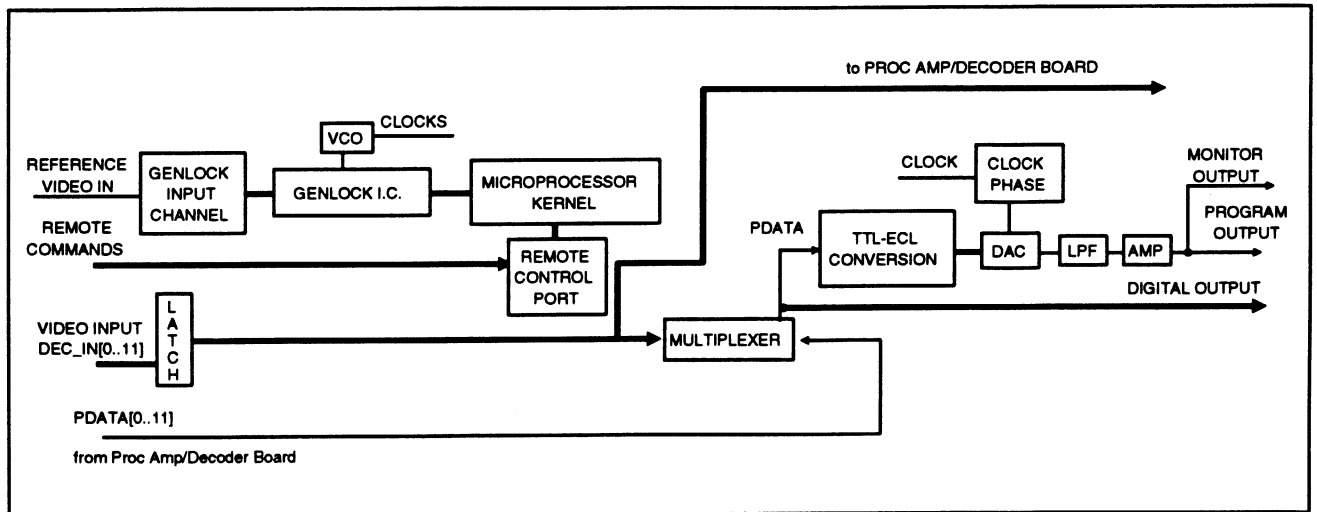 to PROC AMP/DECODER BOARD
VCO
CLOCKS
REFERENCE
VIDEO IN
GENLOCK
INPUT
CHANNEL
GENLOCK I.C.
MICROPROCESSOR
KERNEL
CLOCK
CLOCK
PHASE
MONITOR
OUTPUT
PROGRAM
OUTPUT
REMOTE
COMMANDS
REMOTE
CONTROL
PORT
PDATA
TTL-ECL
CONVERSION
DAC
LPF
AMP
DIGITAL OUTPUT
VIDEO INPUT
DEC_IN[0..11]
L
A
T
C
H
MULTIPLEXER
PDATA[0..11]
from Proc Amp/Decoder Board